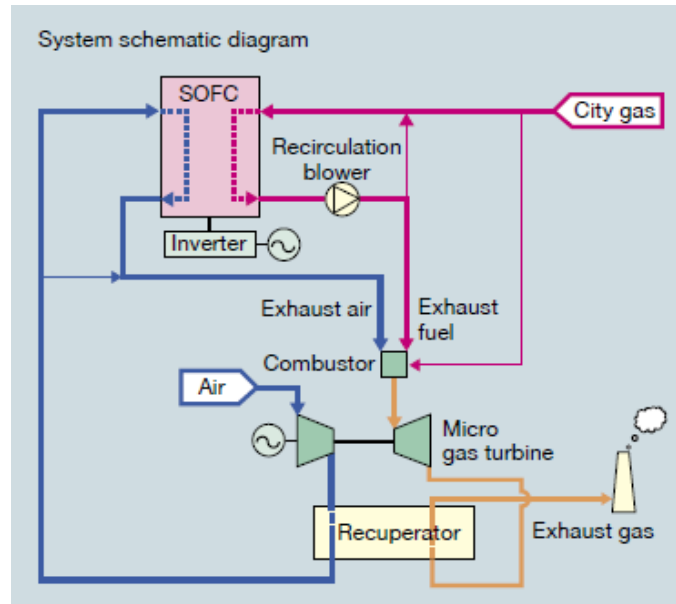 System schematic diagram
SOFC
City gas
Recirculation
blower
Inverter
Exhaust air
Exhaust
fuel
Combustor
Air
Micro
gas turbine
Recuperator
Exhaust gas